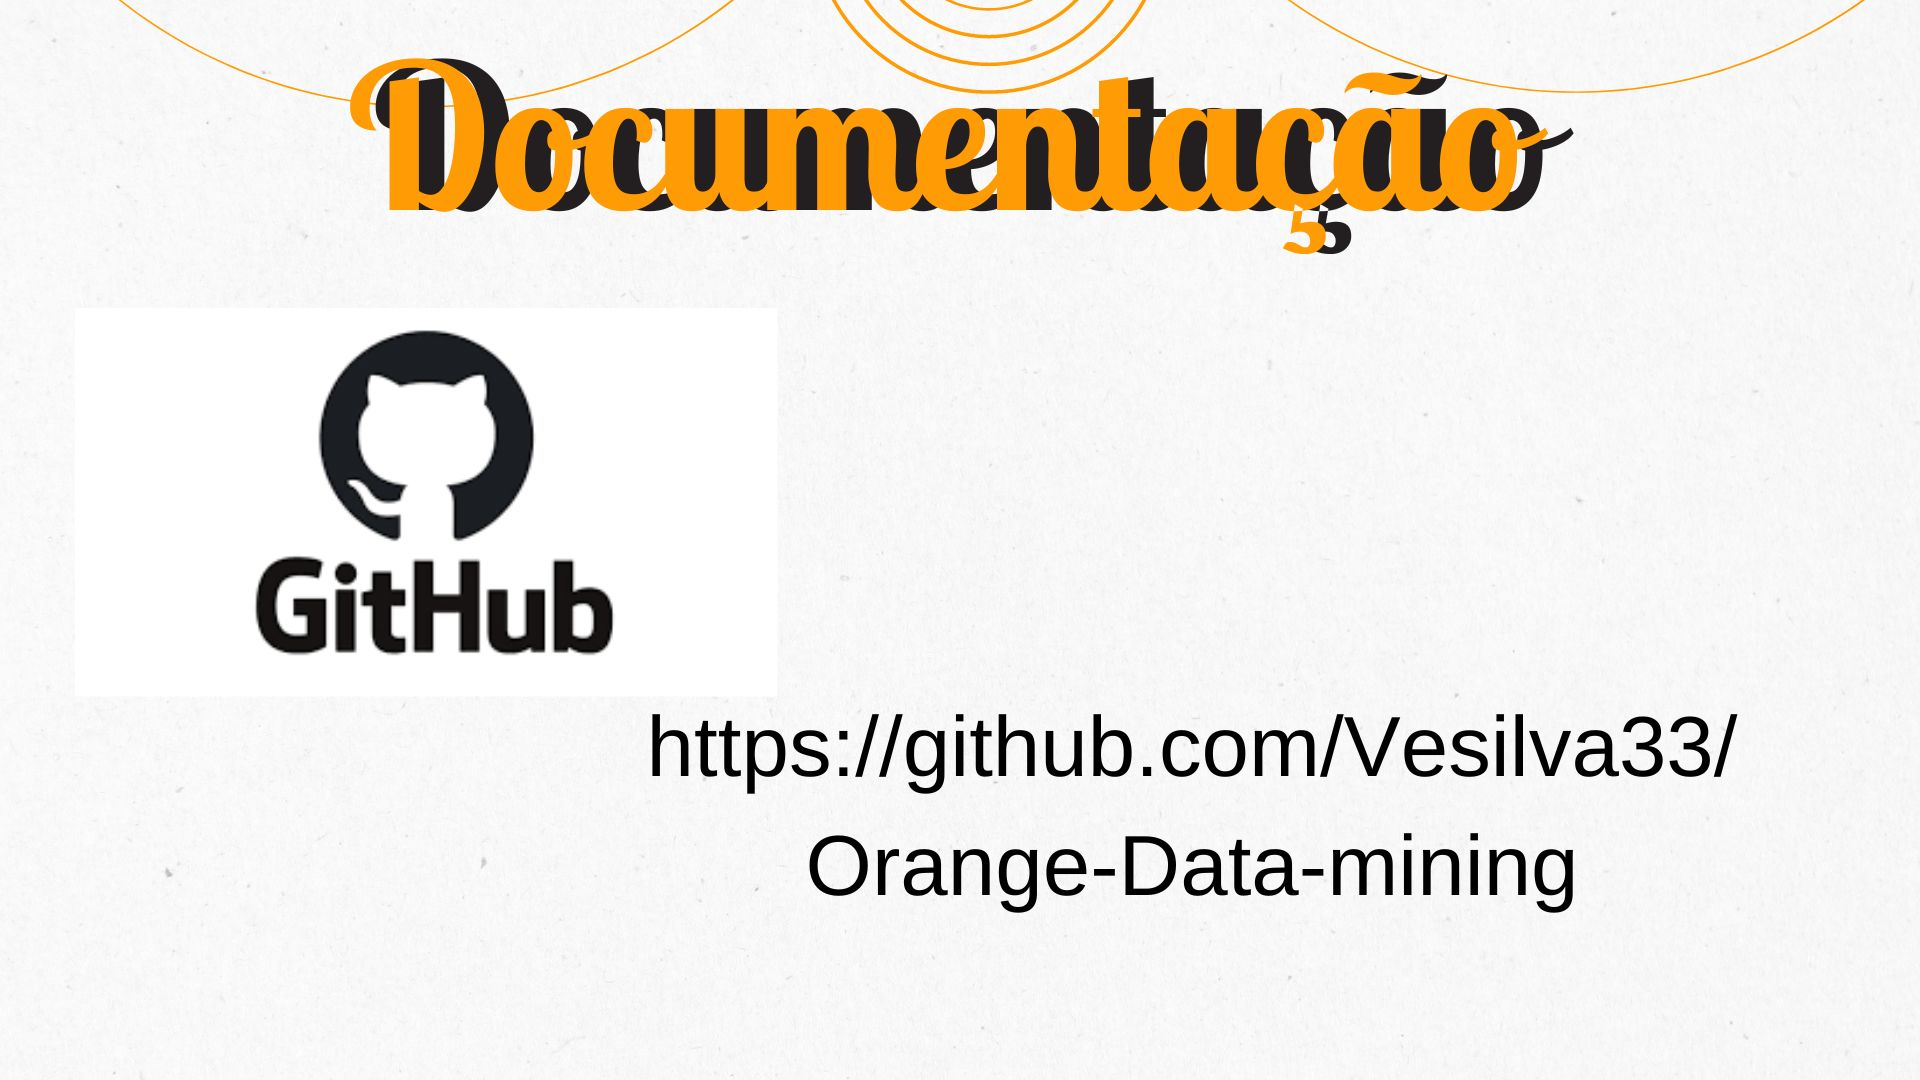 Documentação
GitHub
https://github.com/Vesilva33/
Orange-Data-mining